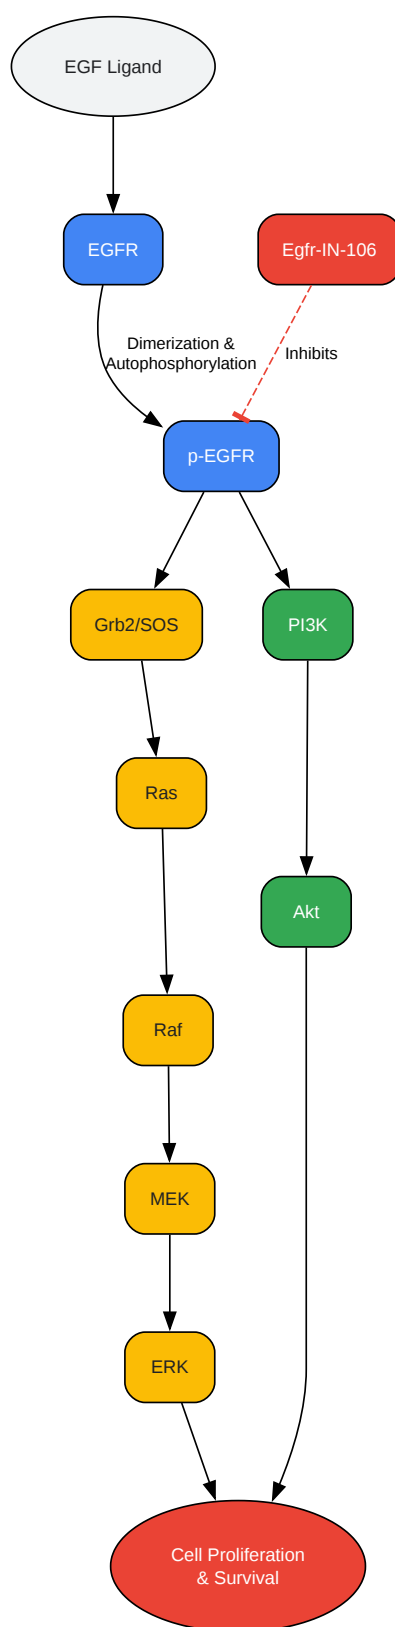 EGF Ligand
EGFR
Egfr-IN-106
Dimerization &
Autophosphorylation
Inhibits
p-EGFR
Grb2/SOS
PI3K
Ras
Akt
Raf
MEK
ERK
Cell Proliferation
& Survival